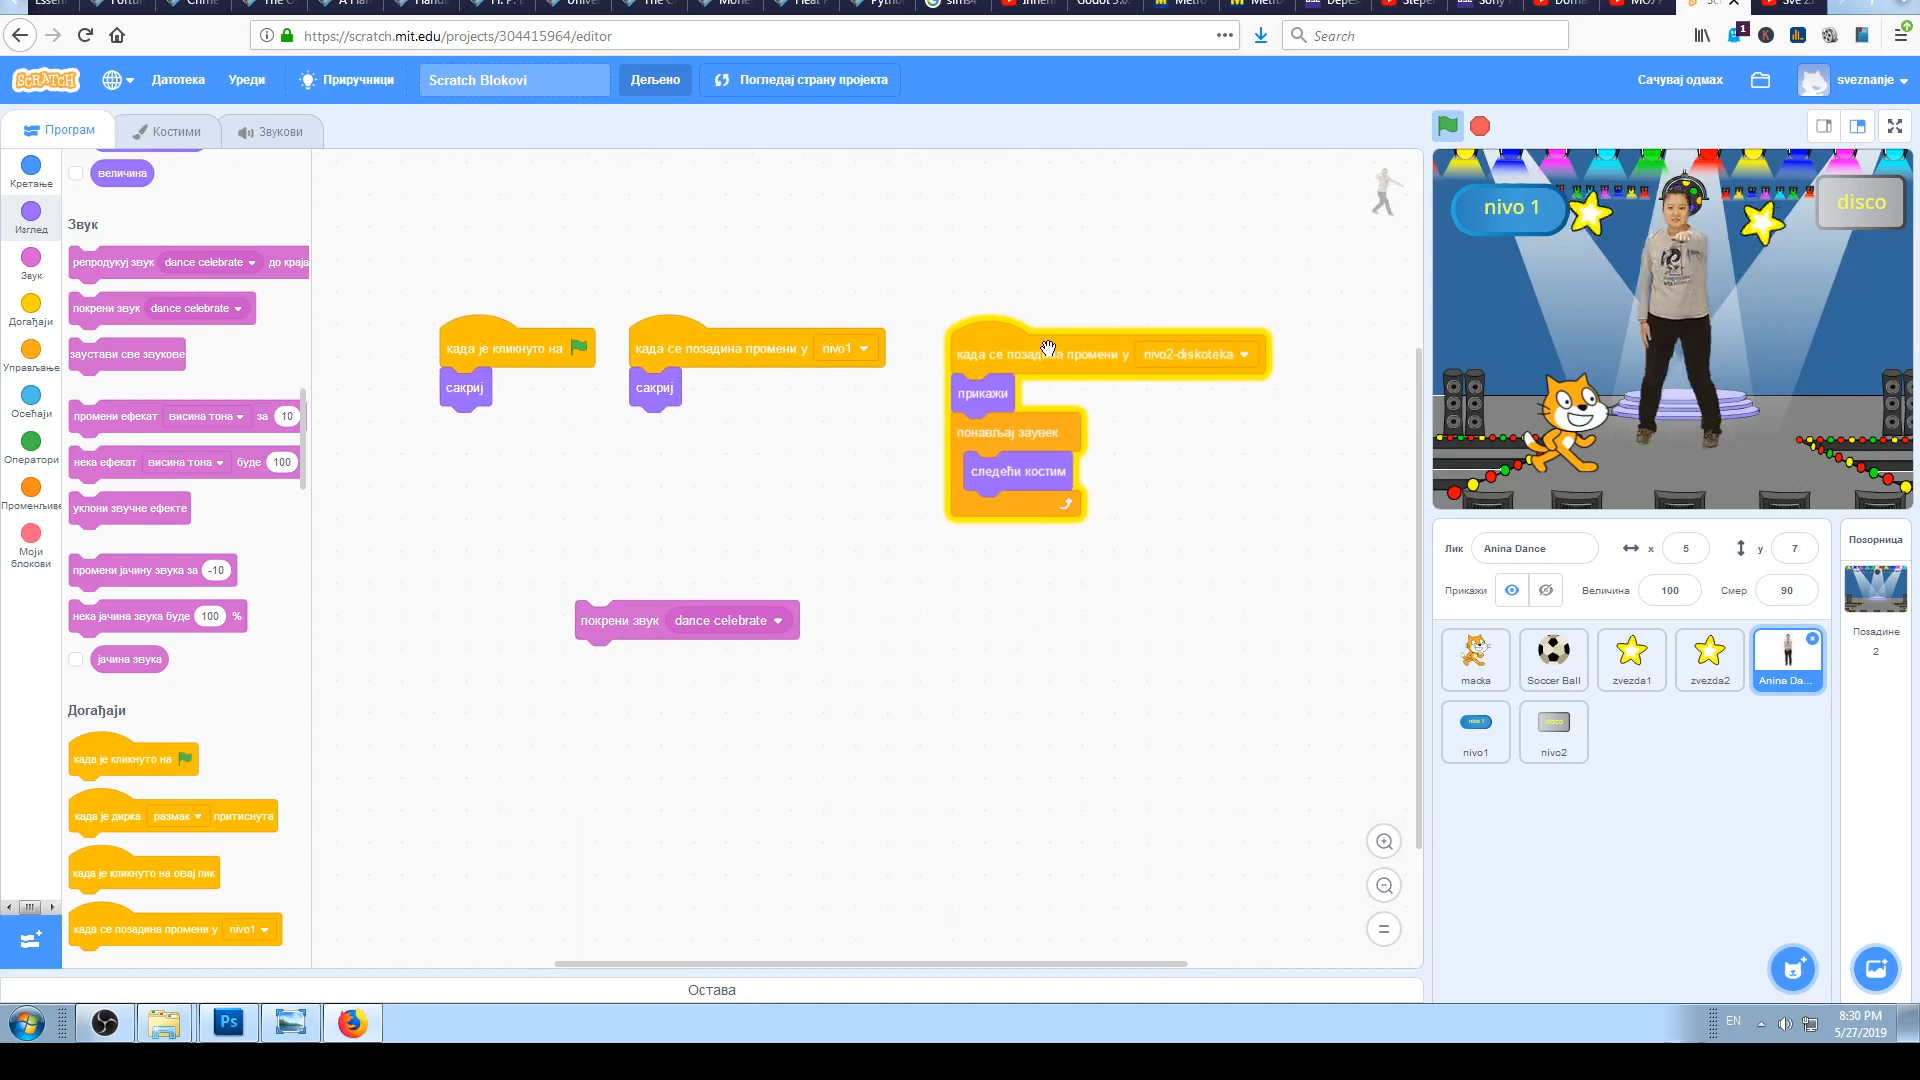 https://scratch.mit.edu/projects/304415964/editor
Search
1
SCRATCH
Датотека
Уреди
Приручници
Scratch Blokovi
Дељено
Погледај страну пројекта
Сачувај одмах
sveznanje
Програм
Костими
Звукови
Кретање
Изглед
Звук
Догађаји
Управљање
Осећаји
Оператори
Променљиве
Моји
блокови
величина
Звук
репродукуј звук dance celebrate до краја
покрени звук dance celebrate
заустави све звукове
промени ефекат висина тона за 10
нека ефекат висина тона буде 100
уклони звучне ефекте
промени јачину звука за -10
нека јачина звука буде 100 %
јачина звука
Догађаји
када је кликнуто на
када је дирка размак притиснута
када је кликнуто на овај лик
када се позадина промени у nivo1
када је кликнуто на
сакриј
када се позадина промени у nivo1
сакриј
када се позадина промени у nivo2-diskoteka
прикажи
понављај заувек
следећи костим
покрени звук dance celebrate
nivo 1
disco
Лик
Anina Dance
x
5
y
7
Прикажи
Величина
100
Смер
90
Позорница
Позадине
2
macka
Soccer Ball
zvezda1
zvezda2
Anina Da...
nivo1
nivo2
Остава
Ps
EN
8:30 PM
5/27/2019